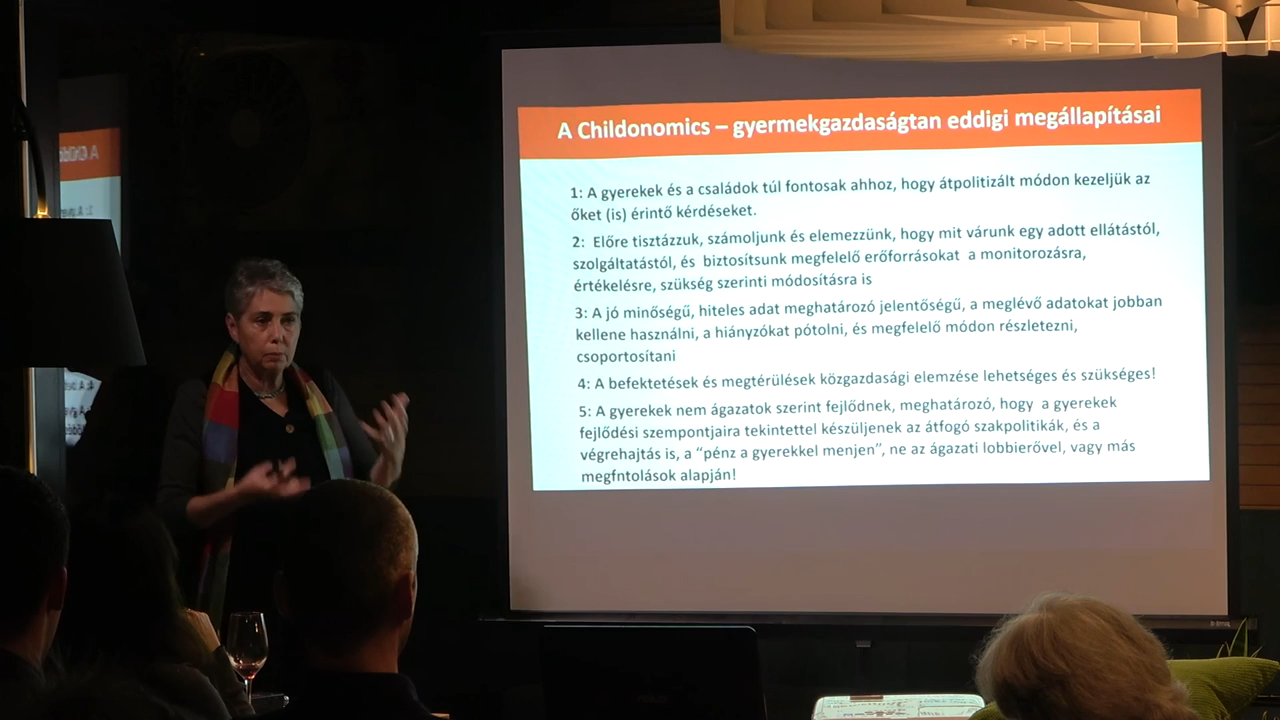 A Childonomics – gyermekgazdaságtan eddigi megállapításai
1: A gyerekek és a családok túl fontosak ahhoz, hogy átpolitizált módon kezeljük az
őket (is) érintő kérdéseket.
2: Előre tisztázzuk, számoljunk és elemezzünk, hogy mit várunk egy adott ellátástól,
szolgáltatástól, és biztosítsunk megfelelő erőforrásokat a monitorozásra,
értékelésre, szükség szerinti módosításra is
3: A jó minőségű, hiteles adat meghatározó jelentőségű, a meglévő adatokat jobban
kellene használni, a hiányzókat pótolni, és megfelelő módon részletezni,
csoportosítani
4: A befektetések és megtérülések közgazdasági elemzése lehetséges és szükséges!
5: A gyerekek nem ágazatok szerint fejlődnek, meghatározó, hogy a gyerekek
fejlődési szempontjaira tekintettel készüljenek az átfogó szakpolitikák, és a
végrehajtás is, a “pénz a gyerekkel menjen”, ne az ágazati lobbierővel, vagy más
megfntolások alapján!